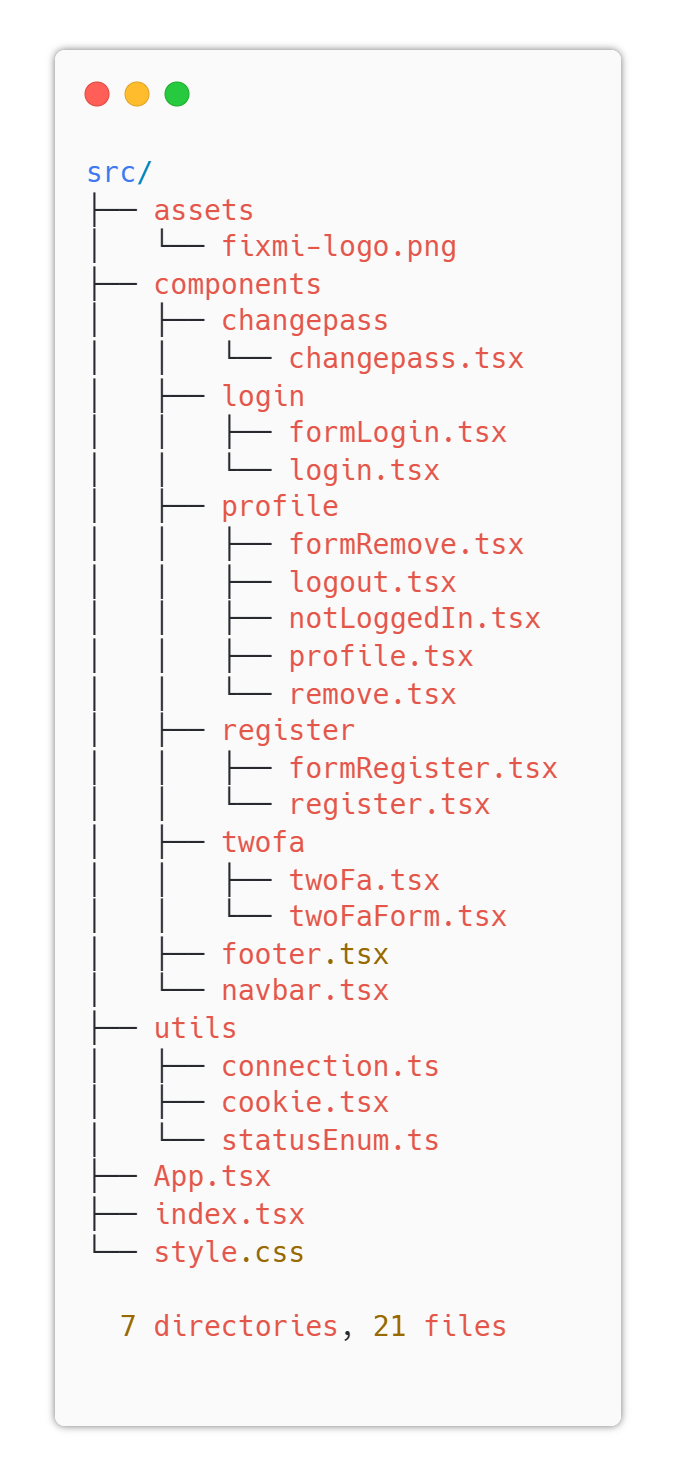 src/
├── assets
│   └── fixmi-logo.png
├── components
│   ├── changepass
│   │   └── changepass.tsx
│   ├── login
│   │   ├── formLogin.tsx
│   │   └── login.tsx
│   ├── profile
│   │   ├── formRemove.tsx
│   │   ├── logout.tsx
│   │   ├── notLoggedIn.tsx
│   │   ├── profile.tsx
│   │   └── remove.tsx
│   ├── register
│   │   ├── formRegister.tsx
│   │   └── register.tsx
│   ├── twofa
│   │   ├── twoFa.tsx
│   │   └── twoFaForm.tsx
│   ├── footer.tsx
│   └── navbar.tsx
├── utils
│   ├── connection.ts
│   ├── cookie.tsx
│   └── statusEnum.ts
├── App.tsx
├── index.tsx
└── style.css

  7 directories, 21 files